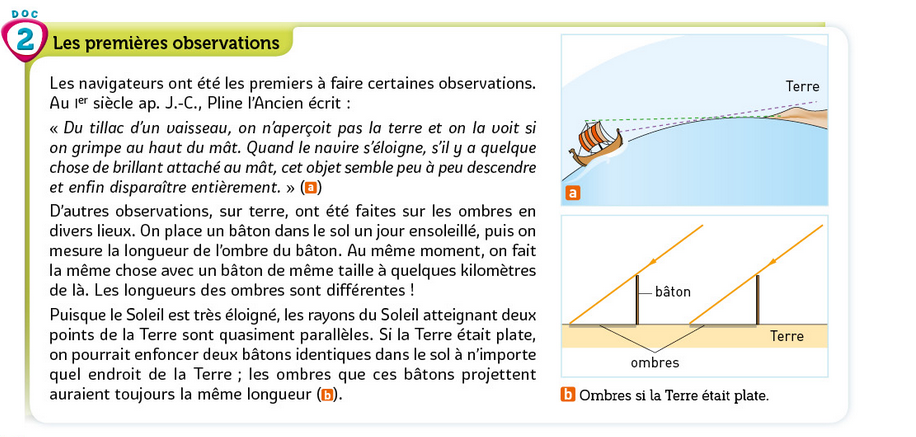 DOC
2
Les premières observations
Les navigateurs ont été les premiers à faire certaines observations.
Au Ier siècle ap. J.-C., Pline l'Ancien écrit :
« Du tillac d'un vaisseau, on n'aperçoit pas la terre et on la voit si
on grimpe au haut du mât. Quand le navire s'éloigne, s'il y a quelque
chose de brillant attaché au mât, cet objet semble peu à peu descendre
et enfin disparaître entièrement. » (a)
D'autres observations, sur terre, ont été faites sur les ombres en
divers lieux. On place un bâton dans le sol un jour ensoleillé, puis on
mesure la longueur de l'ombre du bâton. Au même moment, on fait
la même chose avec un bâton de même taille à quelques kilomètres
de là. Les longueurs des ombres sont différentes !
Puisque le Soleil est très éloigné, les rayons du Soleil atteignant deux
points de la Terre sont quasiment parallèles. Si la Terre était plate,
on pourrait enfoncer deux bâtons identiques dans le sol à n'importe
quel endroit de la Terre ; les ombres que ces bâtons projettent
auraient toujours la même longueur (b).
Terre
a
bâton
Terre
ombres
b Ombres si la Terre était plate.